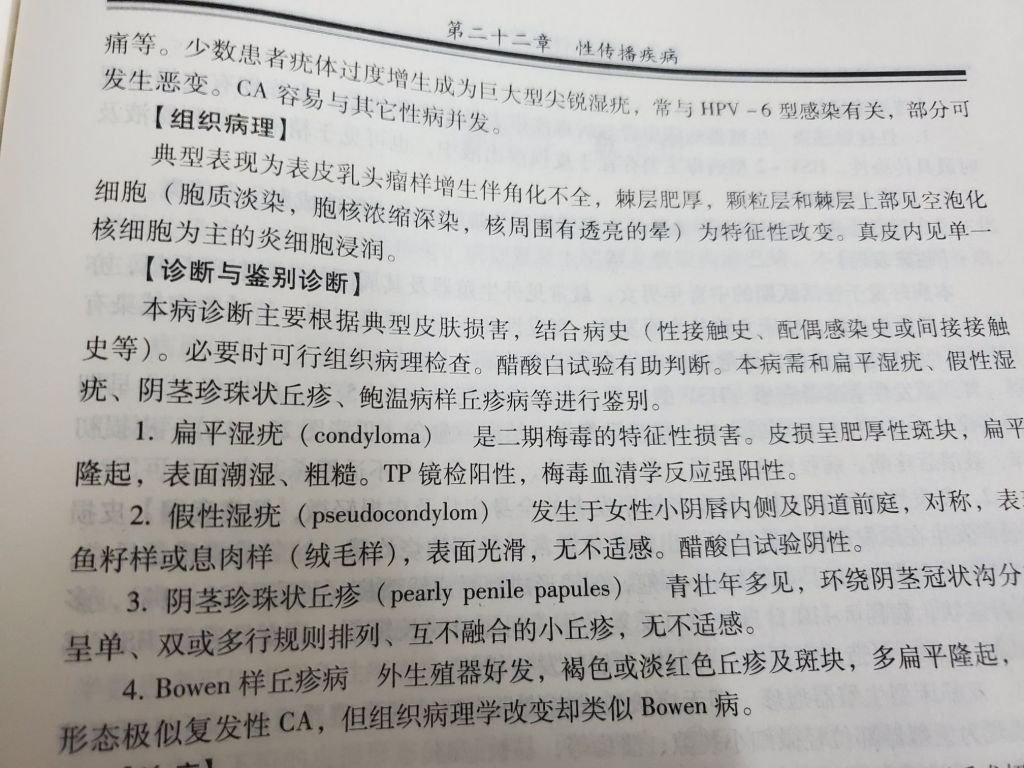 第二十二章 性传播疾病
痛等。少数患者疣体过度增生成为巨大型尖锐湿疣，常与 HPV－6 型感染有关，部分可
发生恶变。CA 容易与其它性病并发。
【组织病理】
典型表现为表皮乳头瘤样增生伴角化不全，棘层肥厚，颗粒层和棘层上部见空泡化
细胞（胞质淡染，胞核浓缩深染，核周围有透亮的晕）为特征性改变。真皮内见单一
核细胞为主的炎细胞浸润。
【诊断与鉴别诊断】
本病诊断主要根据典型皮肤损害，结合病史（性接触史、配偶感染史或间接接触
史等）。必要时可行组织病理检查。醋酸白试验有助判断。本病需和扁平湿疣、假性湿
疣、阴茎珍珠状丘疹、鲍温病样丘疹病等进行鉴别。
1. 扁平湿疣（condyloma） 是二期梅毒的特征性损害。皮损呈肥厚性斑块，扁平
隆起，表面潮湿、粗糙。TP 镜检阳性，梅毒血清学反应强阳性。
2. 假性湿疣（pseudocondylom） 发生于女性小阴唇内侧及阴道前庭，对称，表
鱼籽样或息肉样（绒毛样），表面光滑，无不适感。醋酸白试验阴性。
3. 阴茎珍珠状丘疹（pearly penile papules） 青壮年多见，环绕阴茎冠状沟分
呈单、双或多行规则排列、互不融合的小丘疹，无不适感。
4. Bowen 样丘疹病 外生殖器好发，褐色或淡红色丘疹及斑块，多扁平隆起，
形态极似复发性 CA，但组织病理学改变却类似 Bowen 病。